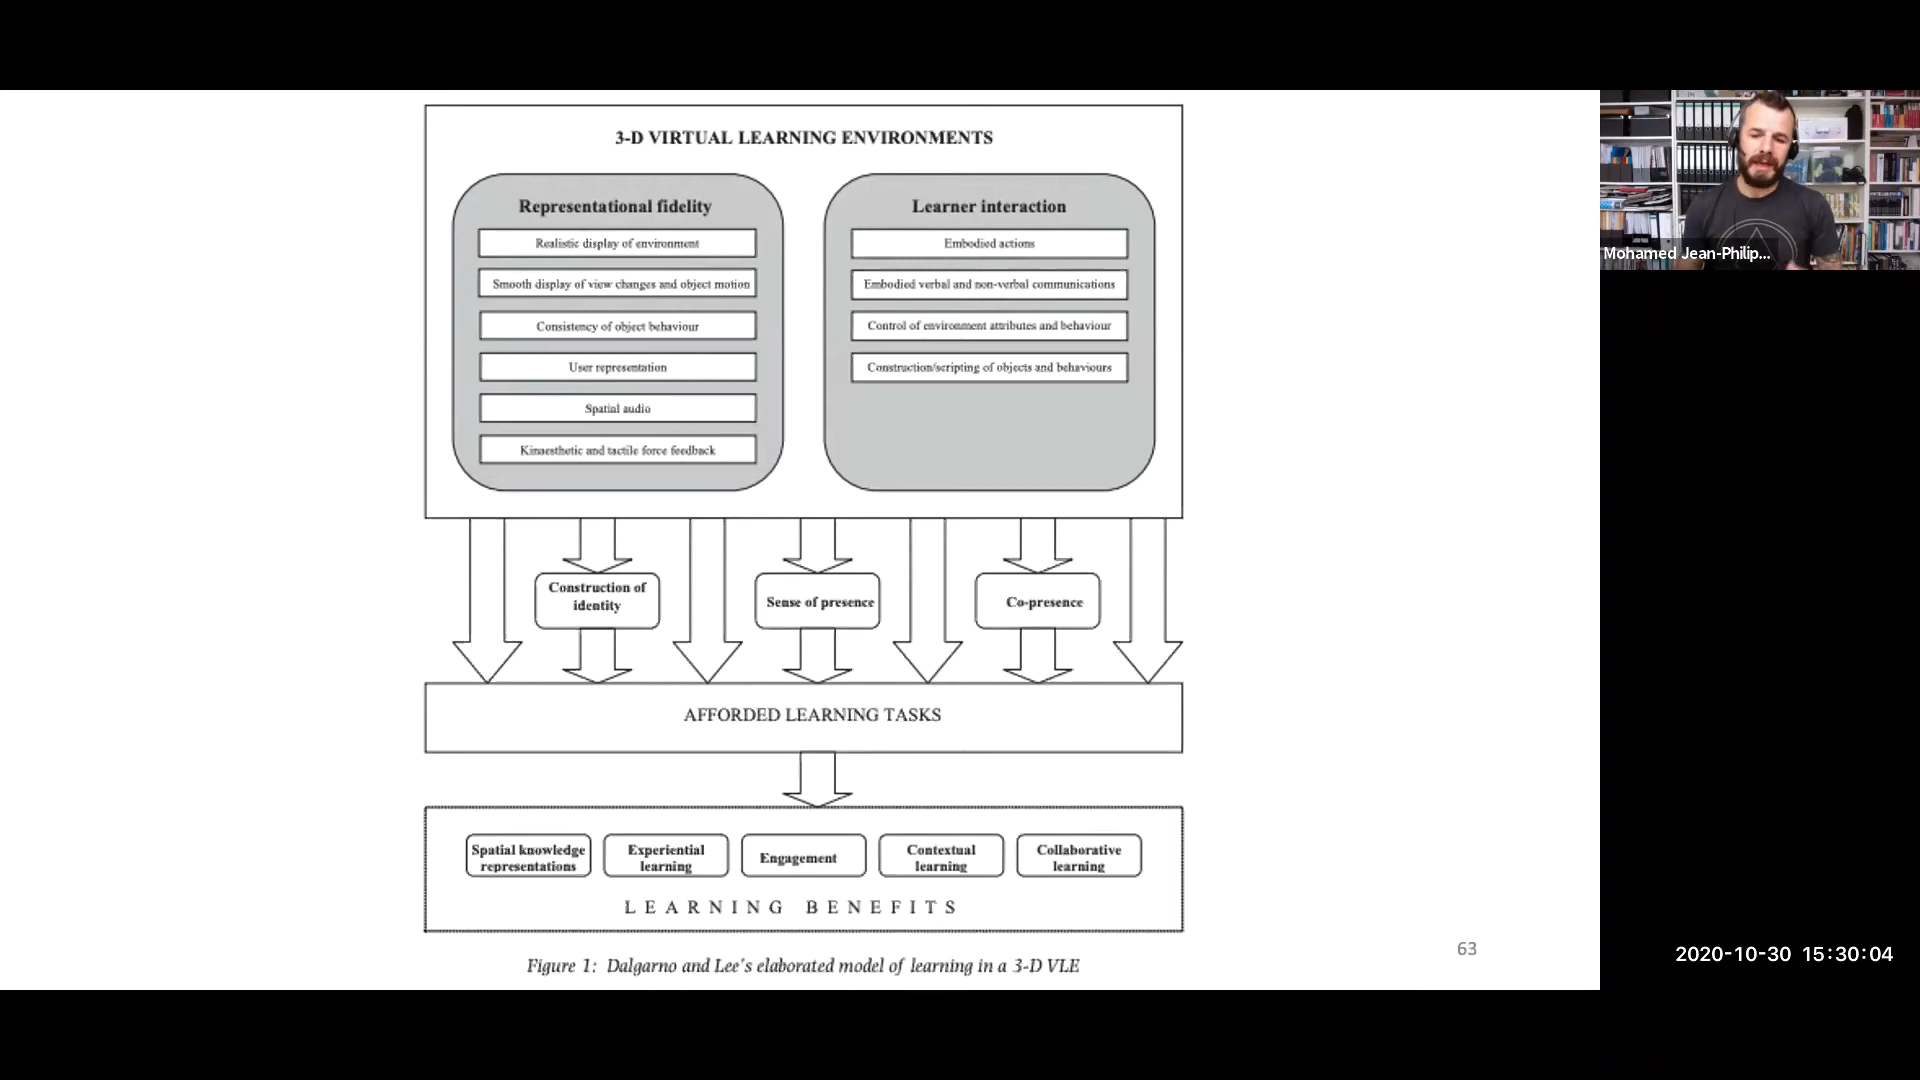 3-D VIRTUAL LEARNING ENVIRONMENTS
Representational fidelity
Realistic display of environment
Smooth display of view changes and object motion
Consistency of object behaviour
User representation
Spatial audio
Kinaesthetic and tactile force feedback
Learner interaction
Embodied actions
Embodied verbal and non-verbal communications
Control of environment attributes and behaviour
Construction/scripting of objects and behaviours
Construction of
identity
Sense of presence
Co-presence
AFFORDED LEARNING TASKS
Spatial knowledge
representations
Experiential
learning
Engagement
Contextual
learning
Collaborative
learning
LEARNING BENEFITS
Figure 1: Dalgarno and Lee's elaborated model of learning in a 3-D VLE
63
Mohamed Jean-Philip...
2020-10-30 15:30:04